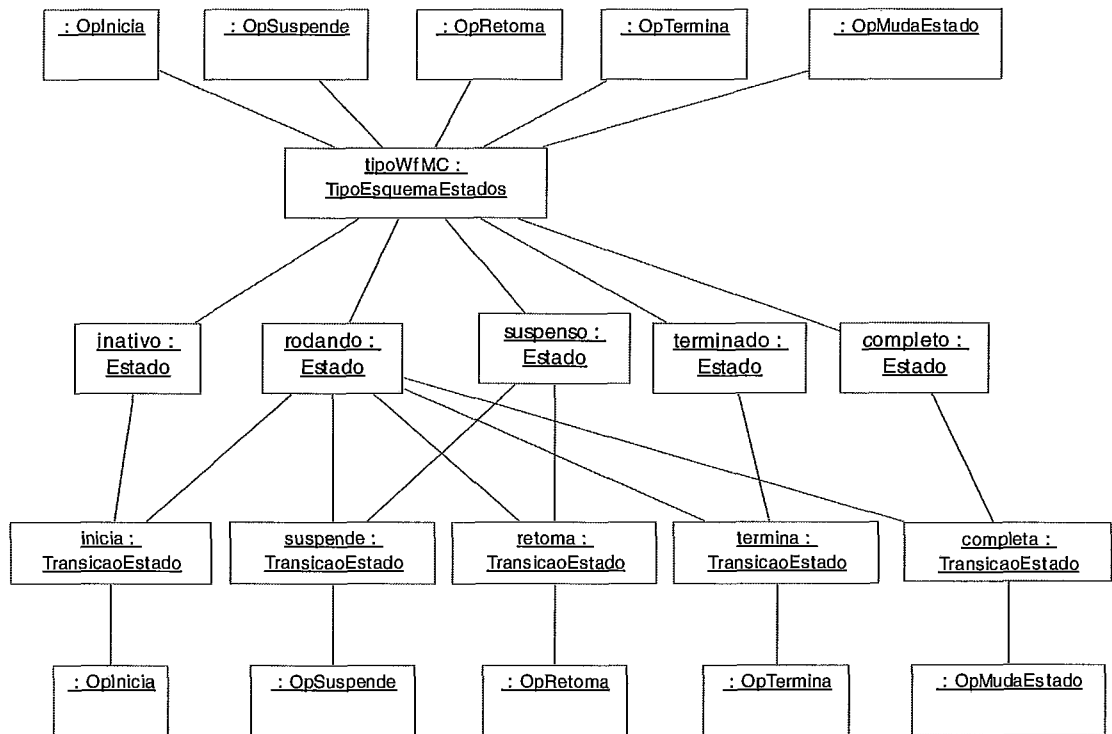 : OpInicia
: OpSuspende
: OpRetoma
: OpTermina
: OpMudaEstado
tipoWfMC :
TipoEsquemaEstados
inativo :
Estado
rodando :
Estado
suspenso :
Estado
terminado :
Estado
completo :
Estado
inicia :
TransicaoEstado
suspende :
TransicaoEstado
retoma :
TransicaoEstado
termina :
TransicaoEstado
completa :
TransicaoEstado
: OpInicia
: OpSuspende
: OpRetoma
: OpTermina
: OpMudaEstado